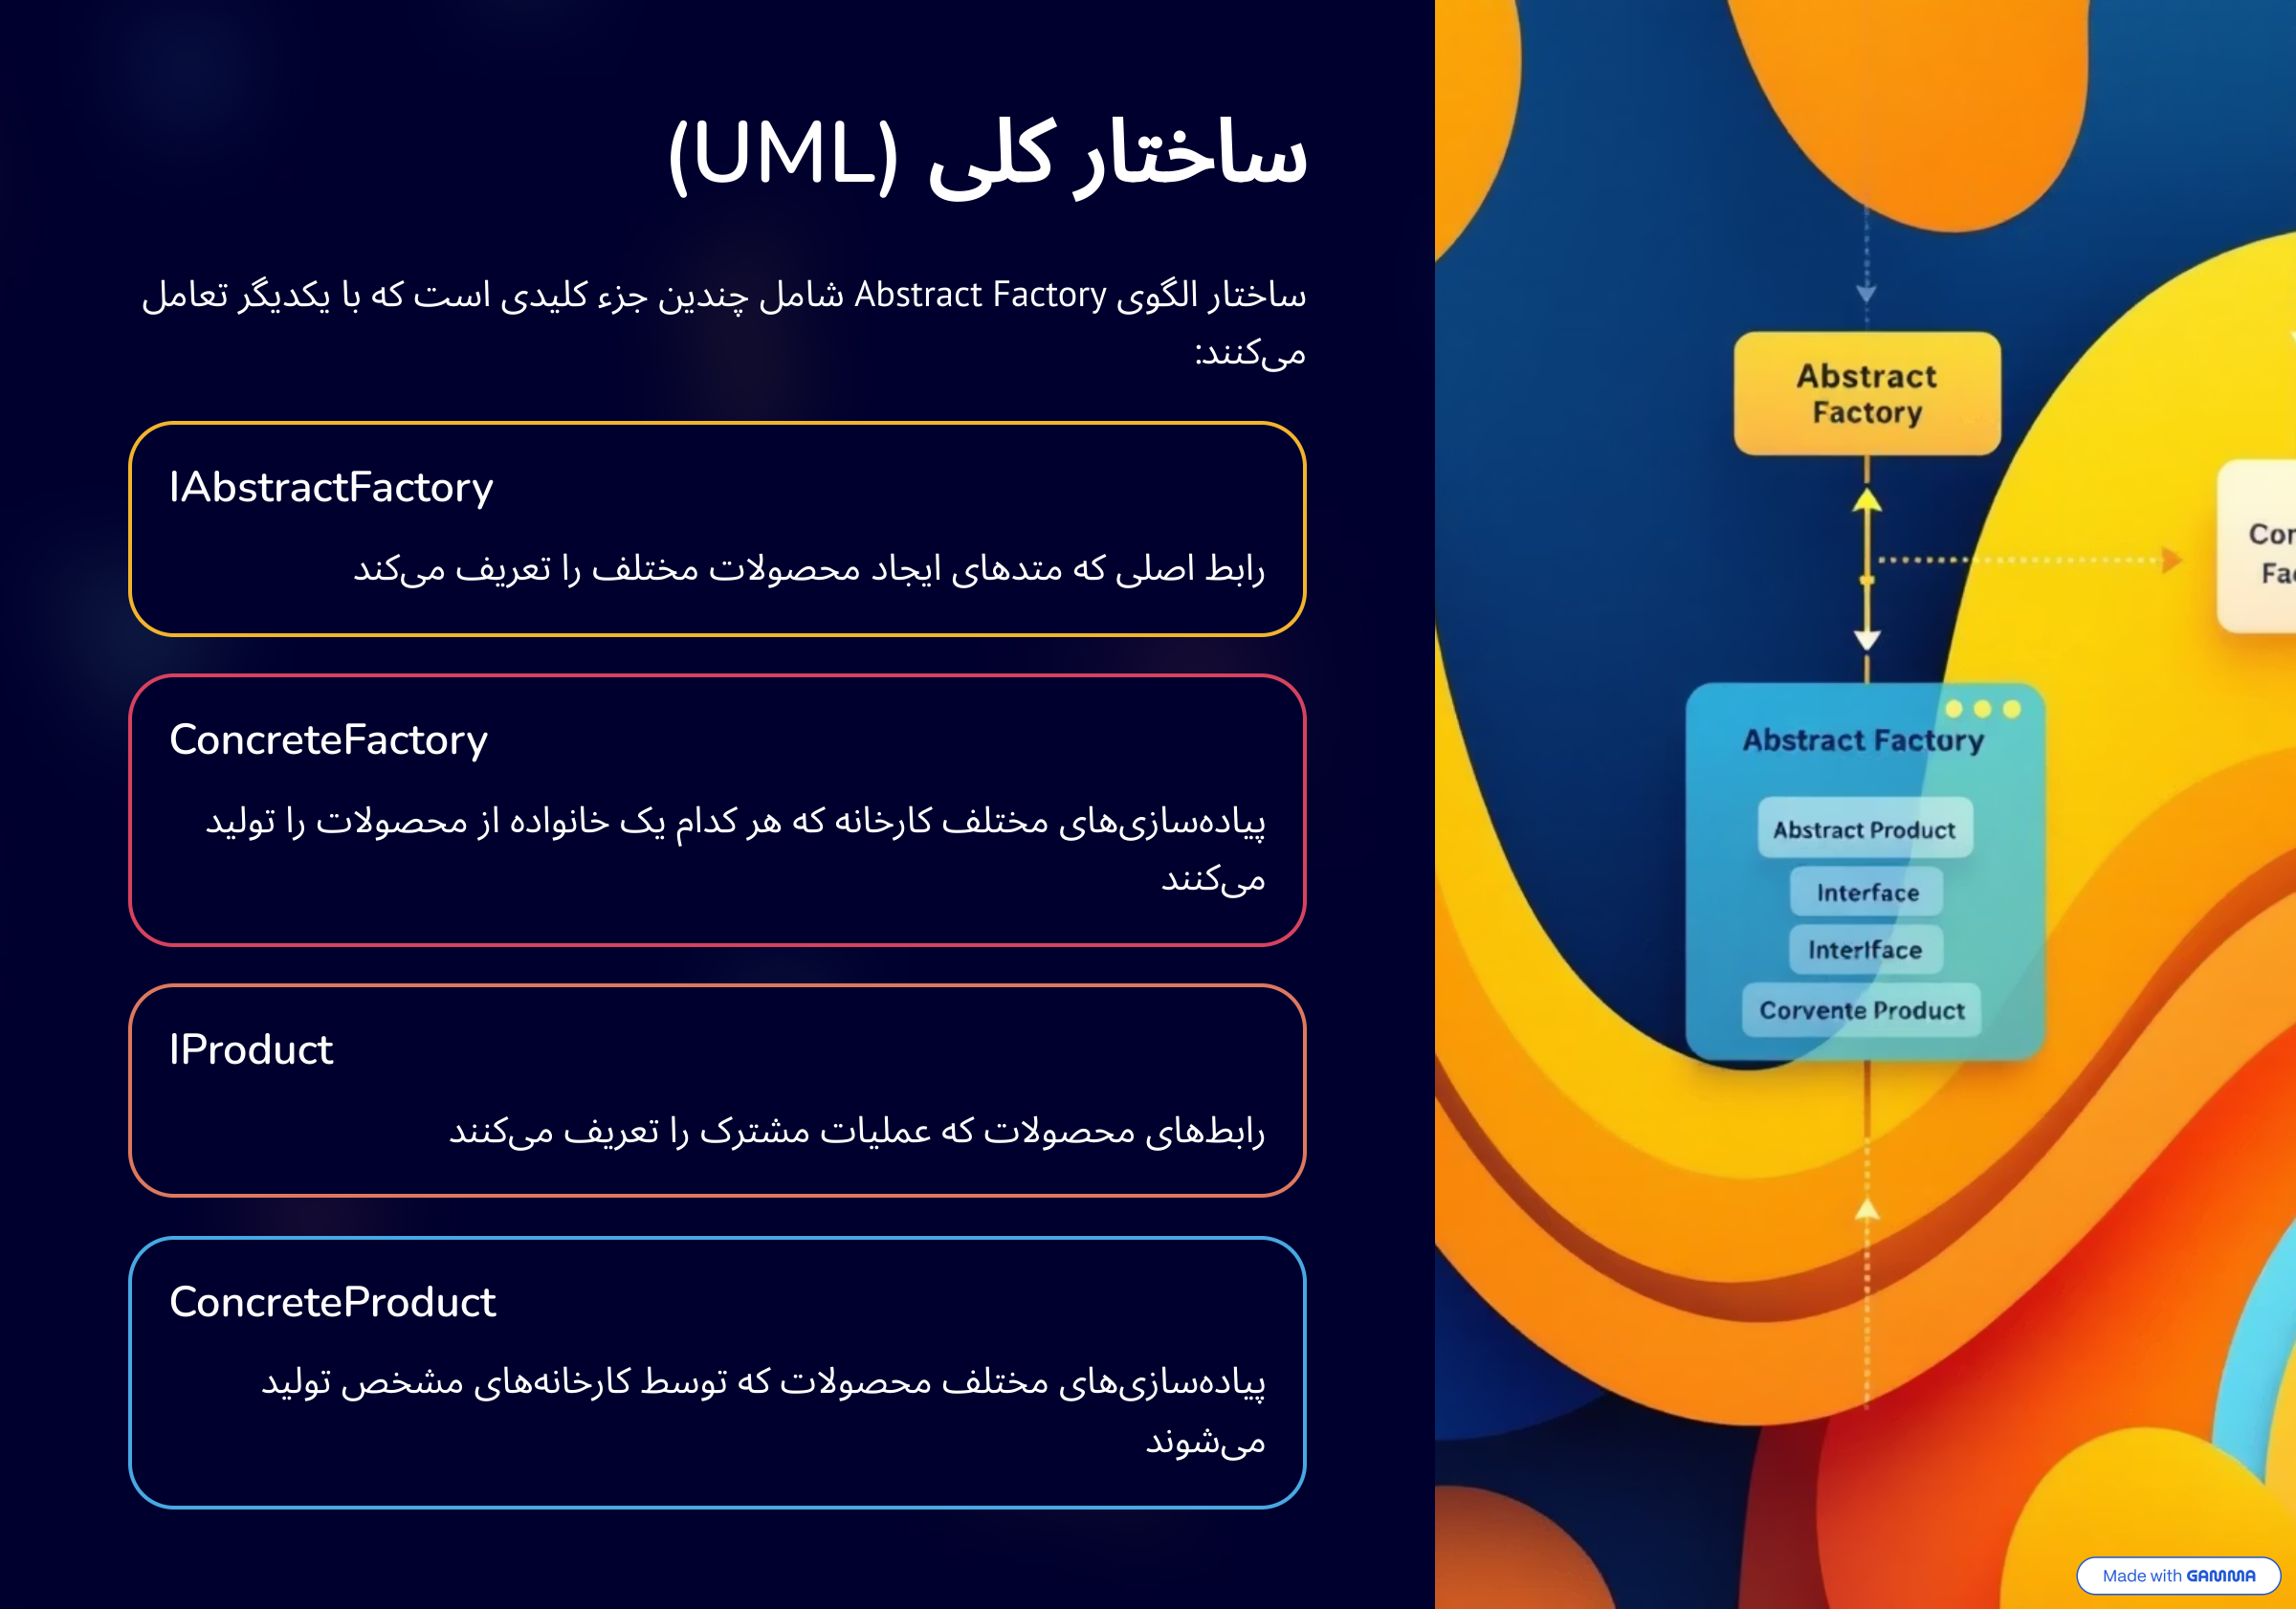 ساختار کلی (UML)
ساختار الگوی Abstract Factory شامل چندین جزء کلیدی است که با یکدیگر تعامل
می‌کنند:
IAbstractFactory
رابط اصلی که متدهای ایجاد محصولات مختلف را تعریف می‌کند
ConcreteFactory
پیاده‌سازی‌های مختلف کارخانه که هر کدام یک خانواده از محصولات را تولید
می‌کنند
IProduct
رابط‌های محصولات که عملیات مشترک را تعریف می‌کنند
ConcreteProduct
پیاده‌سازی‌های مختلف محصولات که توسط کارخانه‌های مشخص تولید
می‌شوند
Abstract
Factory
Abstract Factory
Abstract Product
Interface
Interlface
Corvente Product
Made with GAMMA